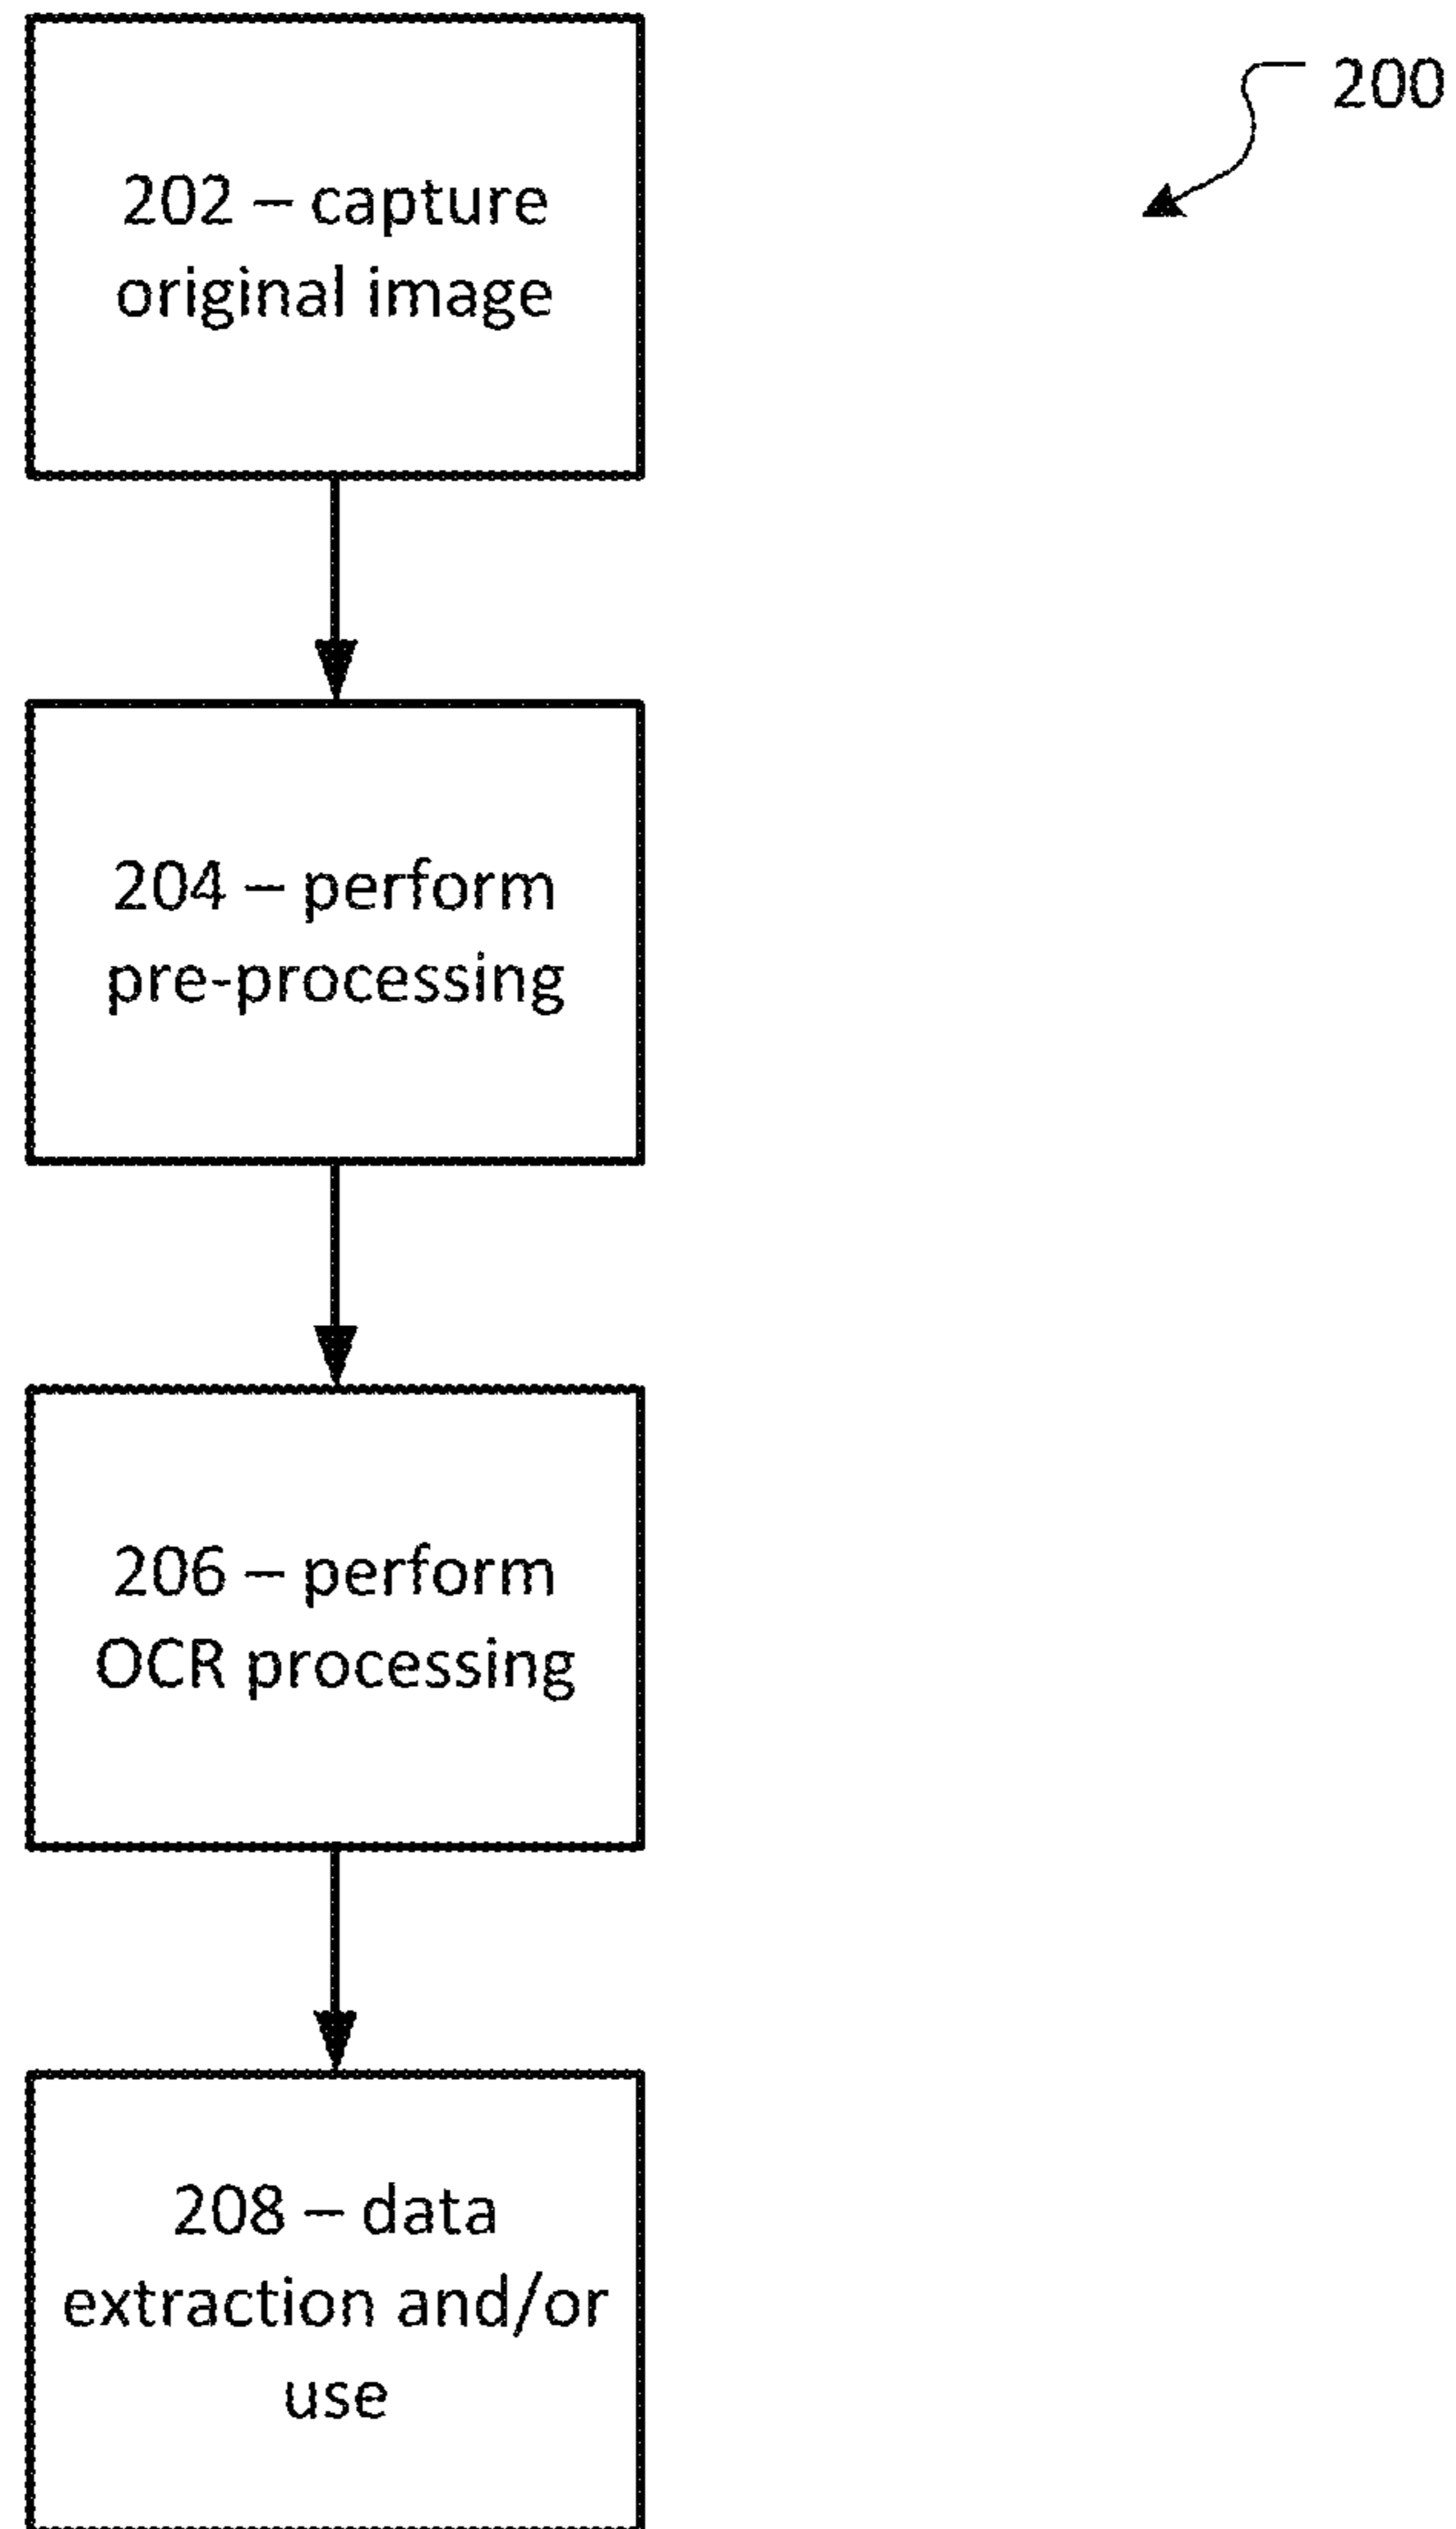 200
202 – capture
original image
204 – perform
pre-processing
206 – perform
OCR processing
208 – data
extraction and/or
use